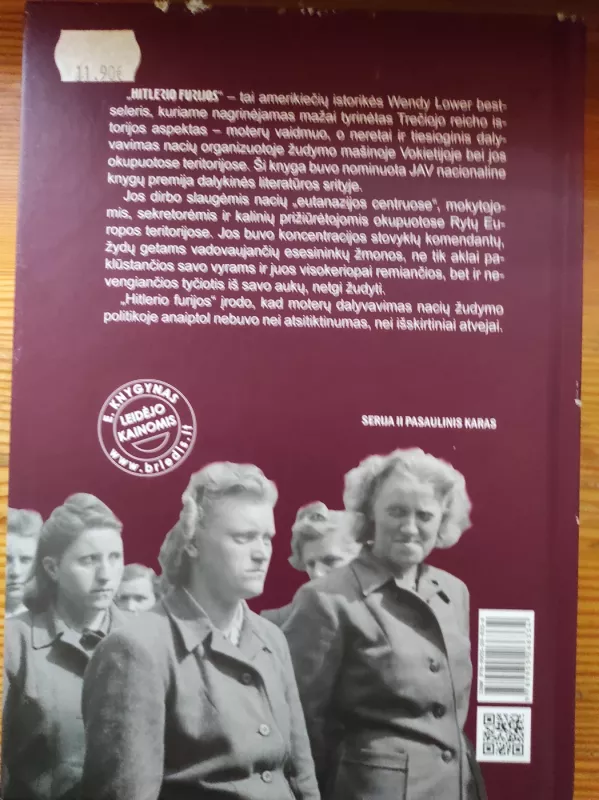 11.90€
„HITLERIO FURIJOS" – tai amerikiečių istorikės Wendy Lower best-
seleris, kuriame nagrinėjamas mažai tyrinėtas Trečiojo reicho is-
torijos aspektas – moterų vaidmuo, o neretai ir tiesioginis daly-
vavimas nacių organizuotoje žudymo mašinoje Vokietijoje bei jos
okupuotose teritorijose. Ši knyga buvo nominuota JAV nacionaline
knygų premija dalykinės literatūros srityje.
Jos dirbo slaugėmis nacių „eutanazijos centruose", mokytojo-
mis, sekretorėmis ir kalinių prižiūrėtojomis okupuotose Rytų Eu-
ropos teritorijose. Jos buvo koncentracijos stovyklų komendantų,
žydų getams vadovaujančių esesininkų žmonos, ne tik aklai pa-
klūstančios savo vyrams ir juos visokeriopai remiančios, bet ir ne-
vengiančios tyčiotis iš savo aukų, netgi žudyti.
„Hitlerio furijos" įrodo, kad moterų dalyvavimas nacių žudymo
politikoje anaiptol nebuvo nei atsitiktinumas, nei išskirtiniai atvejai.
E. KNYGYNAS
LEIDĖJO
KAINOMIS
www.briedis.lt
SERIJA II PASAULINIS KARAS